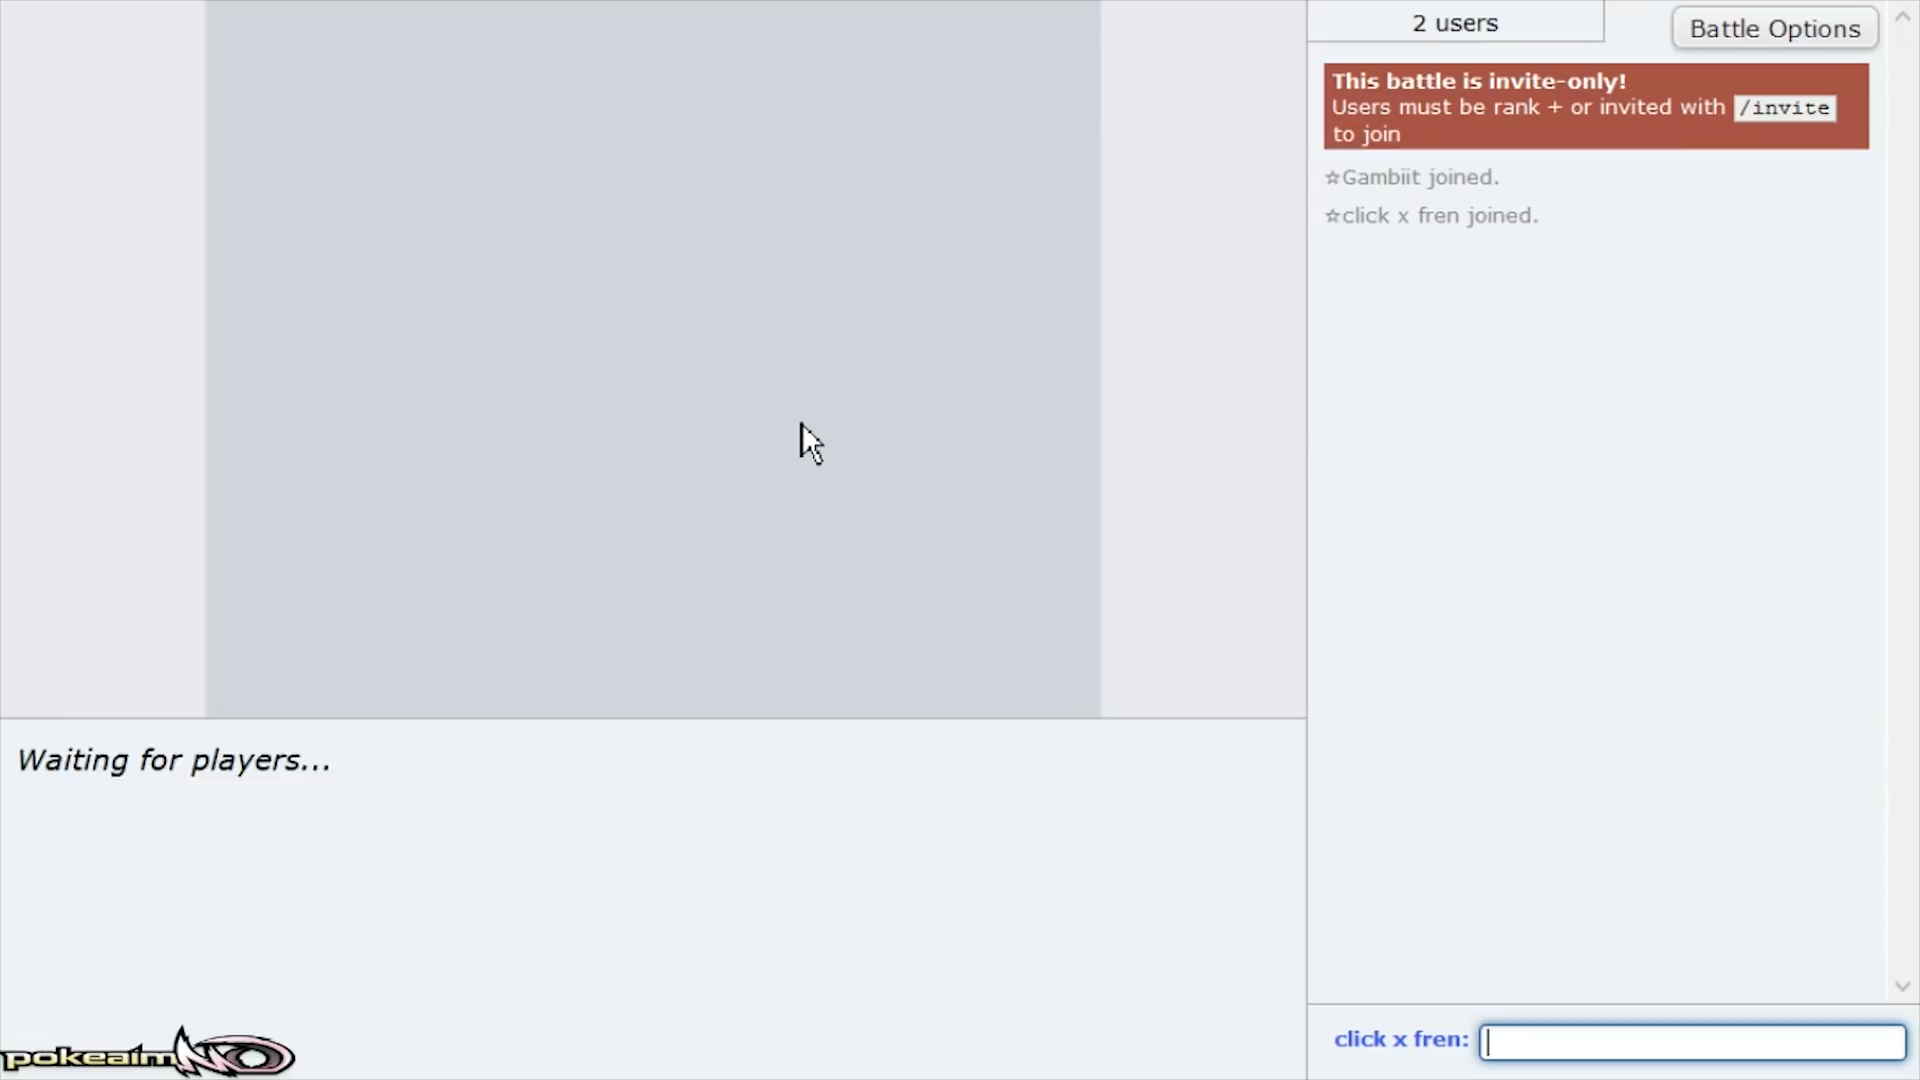 2 users
Battle Options
This battle is invite-only!
Users must be rank + or invited with /invite
to join
☆Gambiit joined.
☆click x fren joined.
Waiting for players...
click x fren:
pokeaimMD